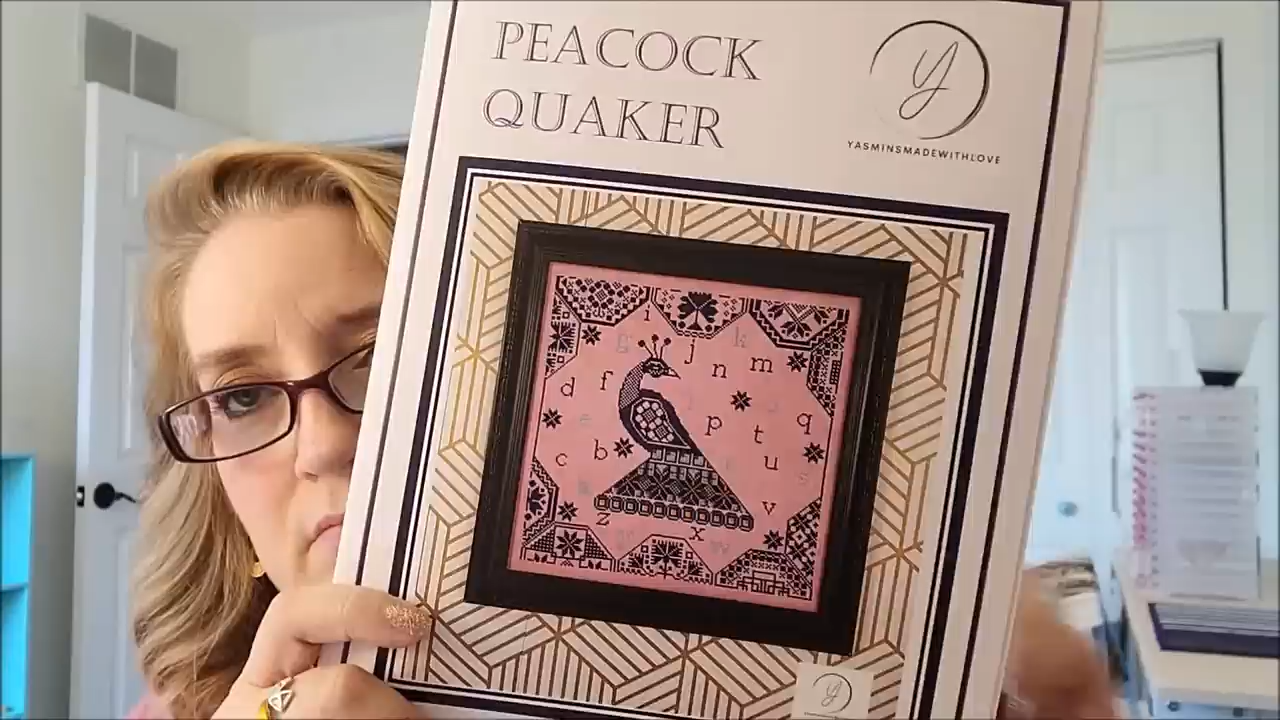 PEACOCK
QUAKER
Y
YASMINSMADEWITHLOVE
i
g k
j n m
d f
p t q
c b u
s
v
z
x
w
Y